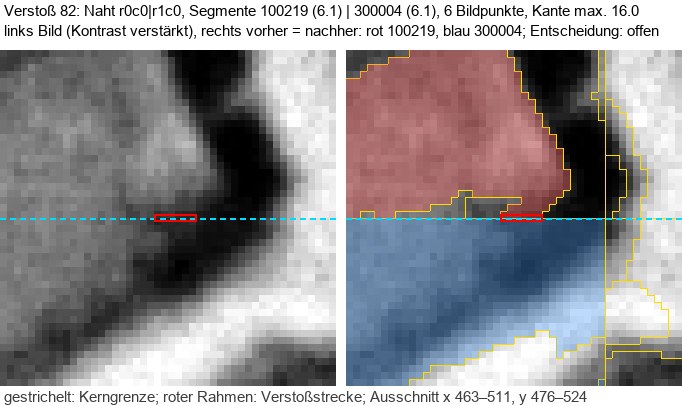 Verstoß 82: Naht r0c0|r1c0, Segmente 100219 (6.1) | 300004 (6.1), 6 Bildpunkte, Kante max. 16.0
links Bild (Kontrast verstärkt), rechts vorher = nachher: rot 100219, blau 300004; Entscheidung: offen
gestrichelt: Kerngrenze; roter Rahmen: Verstoßstrecke; Ausschnitt x 463–511, y 476–524